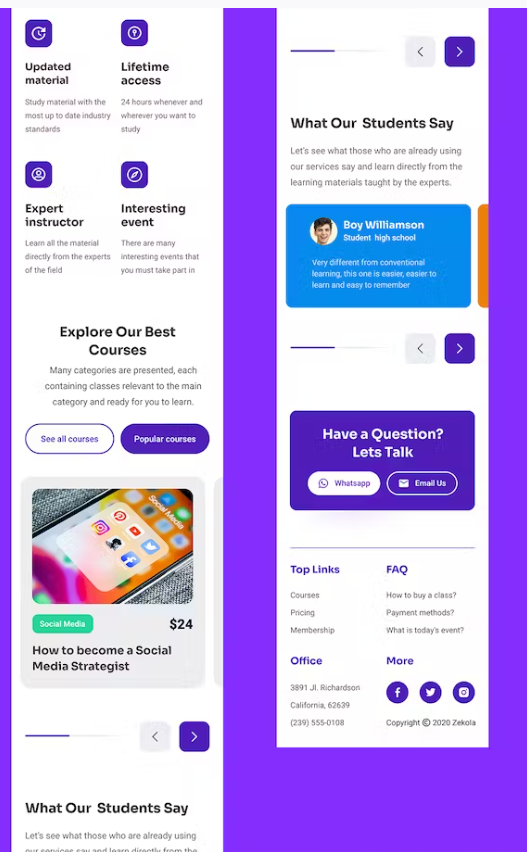 Updated
material
Study material with the
most up to date industry
standards
Lifetime
access
24 hours whenever and
wherever you want to
study
Expert
instructor
Learn all the material
directly from the experts
of the field
Interesting
event
There are many
interesting events that
you must take part in
Explore Our Best
Courses
Many categories are presented, each
containing classes relevant to the main
category and ready for you to learn.
See all courses
Popular courses
Social Media
Social Media
$24
How to become a Social
Media Strategist
What Our Students Say
Let's see what those who are already using
our services say and learn directly from the
What Our Students Say
Let's see what those who are already using
our services say and learn directly from the
learning materials taught by the experts.
Boy Williamson
Student high school
Very different from conventional
learning, this one is easier, easier to
learn and easy to remember
Have a Question?
Lets Talk
Whatsapp
Email Us
Top Links
Courses
Pricing
Membership
FAQ
How to buy a class?
Payment methods?
What is today's event?
Office
3891 Jl. Richardson
California, 62639
(239) 555-0108
More
Copyright © 2020 Zekola